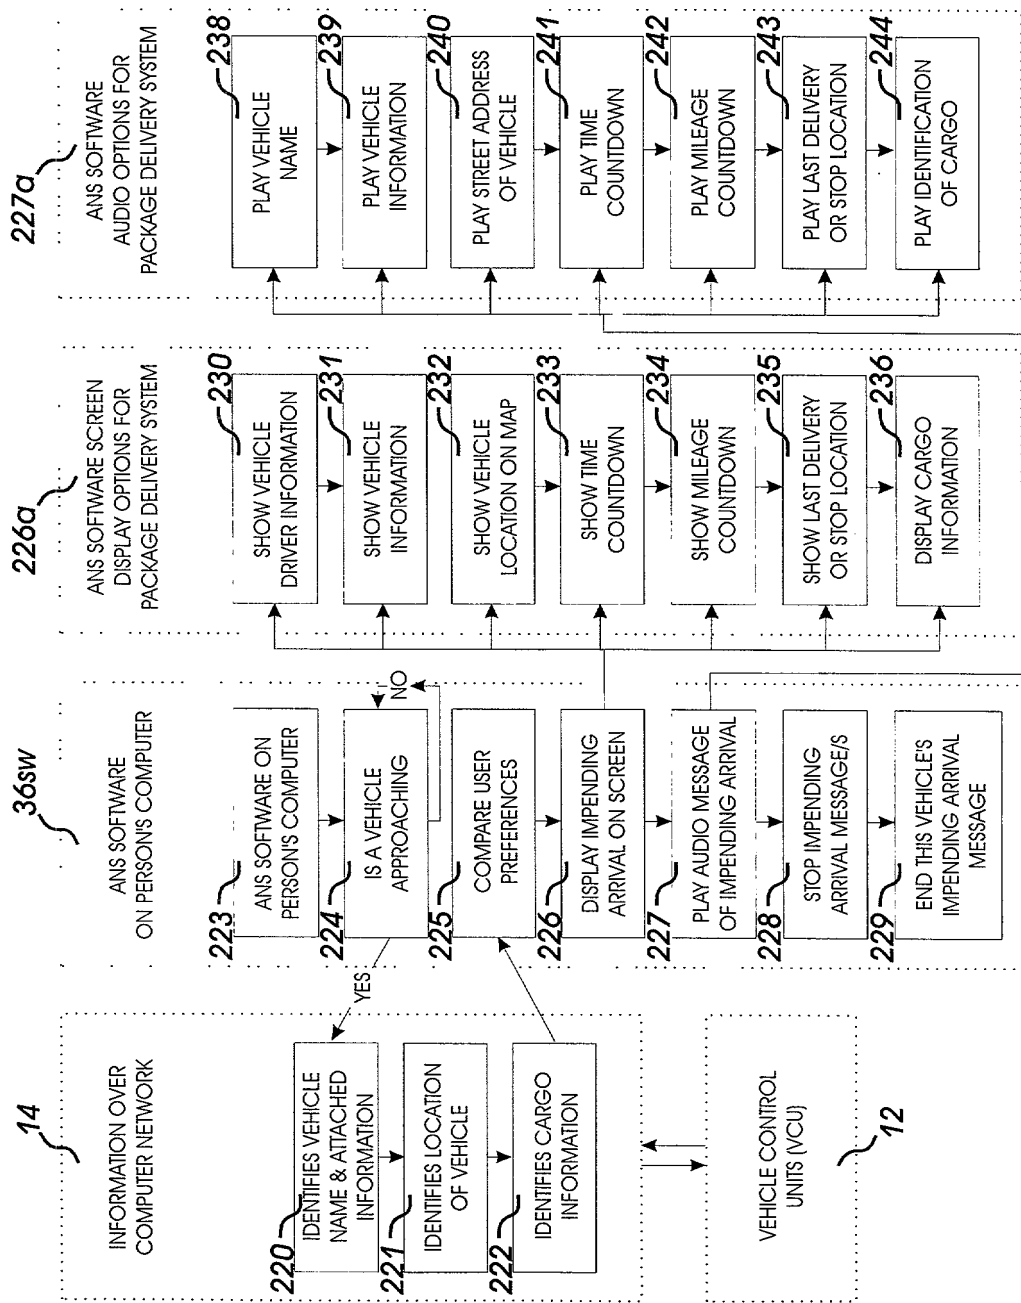 14
INFORMATION OVER
COMPUTER NETWORK
220
IDENTIFIES VEHICLE
NAME & ATTACHED
INFORMATION
221
IDENTIFIES LOCATION
OF VEHICLE
222
IDENTIFIES CARGO
INFORMATION
VEHICLE CONTROL
UNITS (VCU)
12
YES
36sw
ANS SOFTWARE
ON PERSON'S COMPUTER
223
ANS SOFTWARE ON
PERSON'S COMPUTER
224
IS A VEHICLE
APPROACHING
NO
225
COMPARE USER
PREFERENCES
226
DISPLAY IMPENDING
ARRIVAL ON SCREEN
227
PLAY AUDIO MESSAGE
OF IMPENDING ARRIVAL
228
STOP IMPENDING
ARRIVAL MESSAGE/S
229
END THIS VEHICLE'S
IMPENDING ARRIVAL
MESSAGE
226a
ANS SOFTWARE SCREEN
DISPLAY OPTIONS FOR
PACKAGE DELIVERY SYSTEM
230
SHOW VEHICLE
DRIVER INFORMATION
231
SHOW VEHICLE
INFORMATION
232
SHOW VEHICLE
LOCATION ON MAP
233
SHOW TIME
COUNTDOWN
234
SHOW MILEAGE
COUNTDOWN
235
SHOW LAST DELIVERY
OR STOP LOCATION
236
DISPLAY CARGO
INFORMATION
227a
ANS SOFTWARE
AUDIO OPTIONS FOR
PACKAGE DELIVERY SYSTEM
238
PLAY VEHICLE
NAME
239
PLAY VEHICLE
INFORMATION
240
PLAY STREET ADDRESS
OF VEHICLE
241
PLAY TIME
COUNTDOWN
242
PLAY MILEAGE
COUNTDOWN
243
PLAY LAST DELIVERY
OR STOP LOCATION
244
PLAY IDENTIFICATION
OF CARGO